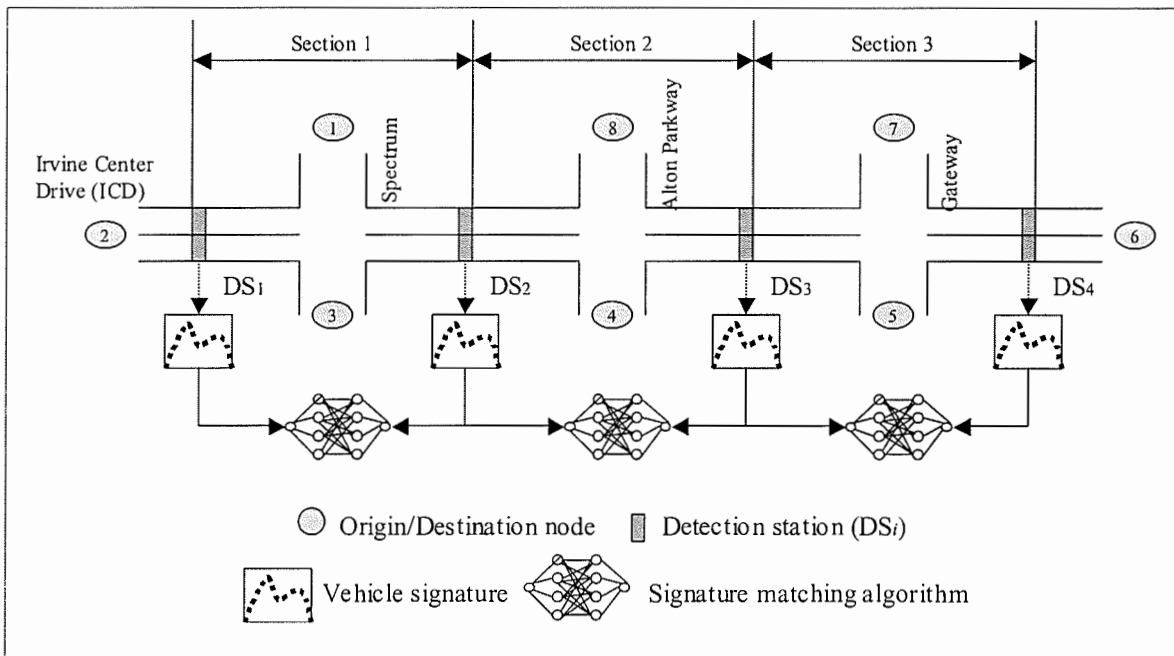 Section 1
Section 2
Section 3
1
8
7
Spectrum
Alton Parkway
Gateway
Irvine Center
Drive (ICD)
2
6
DS1
DS2
DS3
DS4
3
4
5
Origin/Destination node
Detection station (DSi)
Vehicle signature
Signature matching algorithm